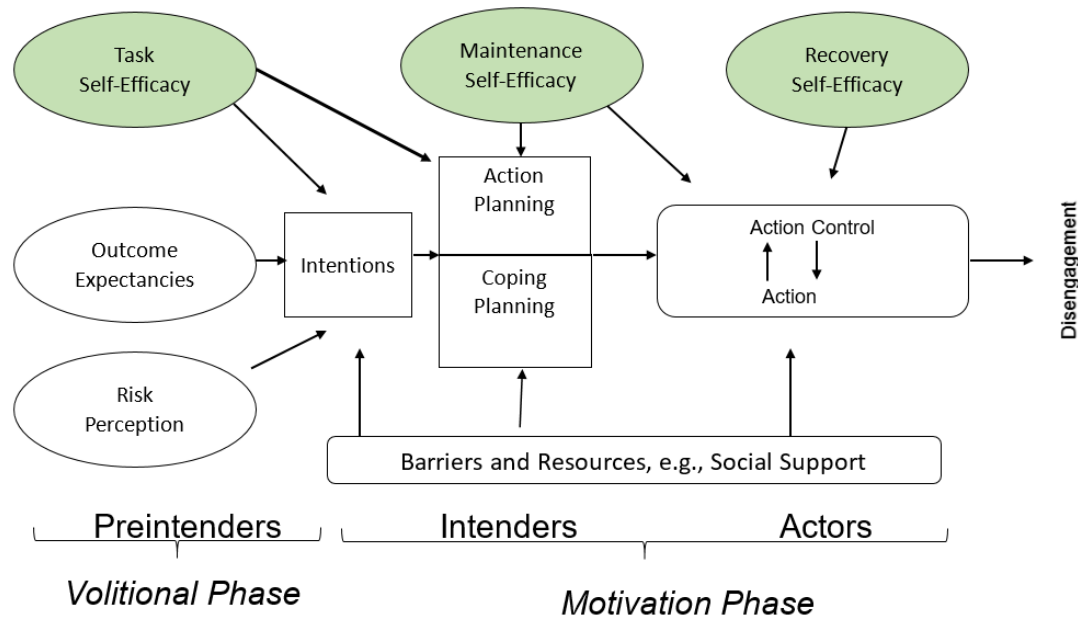 Task
Self-Efficacy
Maintenance
Self-Efficacy
Recovery
Self-Efficacy
Outcome
Expectancies
Intentions
Action
Planning
Coping
Planning
Action Control
Action
Disengagement
Risk
Perception
Barriers and Resources, e.g., Social Support
Preintenders
Intenders
Actors
Volitional Phase
Motivation Phase